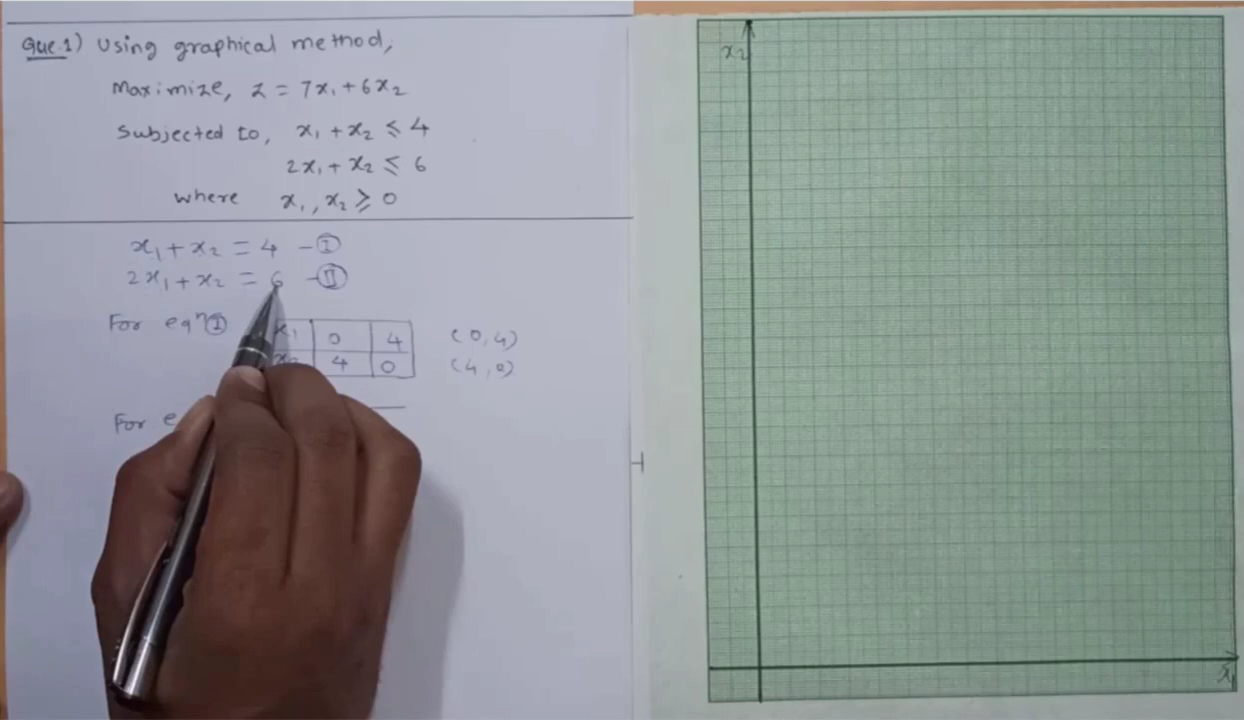 Que.1) Using graphical method,
Maximize, z = 7x₁ + 6x₂
Subjected to, x₁ + x₂ ≤ 4
2x₁ + x₂ ≤ 6
where x₁, x₂ ≥ 0
x₁ + x₂ = 4 - Ⓘ
2x₁ + x₂ = 6 - Ⅱ
For eqⁿ Ⓘ x₁ 0 4 (0,4)
x₂ 4 0 (4,0)
For
x₂
x₁